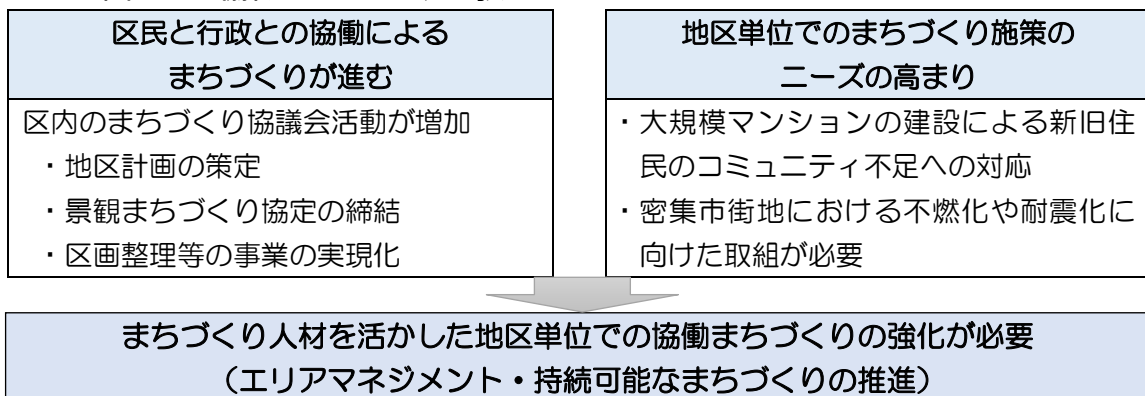 区民と行政との協働による
まちづくりが進む
区内のまちづくり協議会活動が増加
・地区計画の策定
・景観まちづくり協定の締結
・区画整理等の事業の実現化
地区単位でのまちづくり施策の
ニーズの高まり
・大規模マンションの建設による新旧住
民のコミュニティ不足への対応
・密集市街地における不燃化や耐震化に
向けた取組が必要
まちづくり人材を活かした地区単位での協働まちづくりの強化が必要
（エリアマネジメント・持続可能なまちづくりの推進）